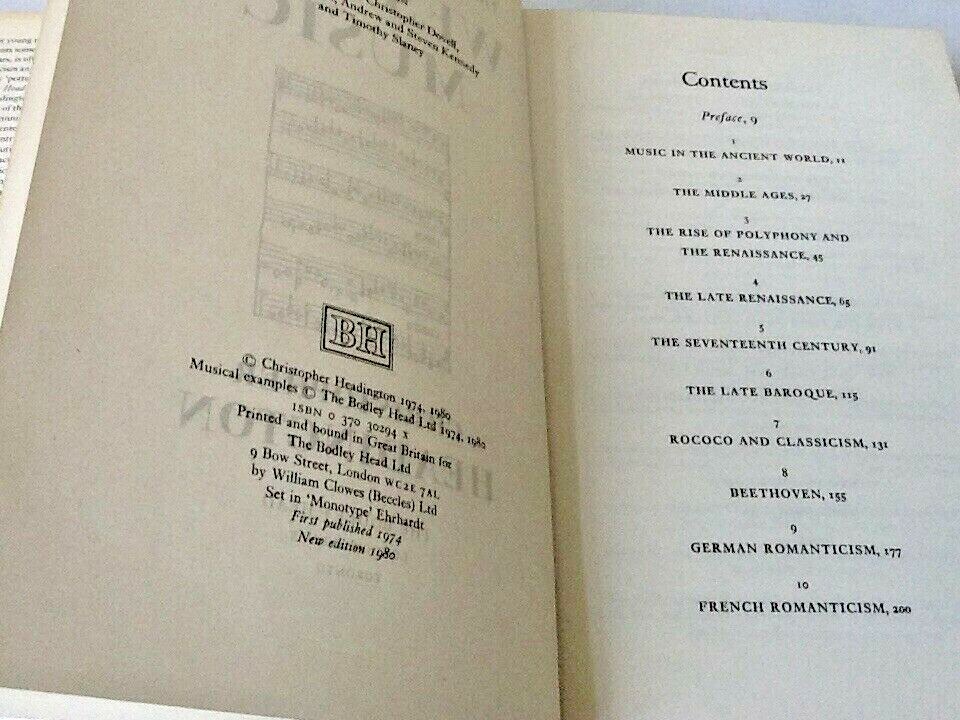 Christopher Dowell,
Andrew and Steven Kennedy
and Timothy Slaney
BH
© Christopher Headington 1974, 1980
Musical examples © The Bodley Head Ltd 1974, 1980
ISBN 0 370 30294 X
Printed and bound in Great Britain for
The Bodley Head Ltd
9 Bow Street, London WC2E 7AL
by William Clowes (Beccles) Ltd
Set in 'Monotype' Ehrhardt
First published 1974
New edition 1980
Contents
Preface, 9
1
MUSIC IN THE ANCIENT WORLD, 11
2
THE MIDDLE AGES, 27
3
THE RISE OF POLYPHONY AND
THE RENAISSANCE, 45
4
THE LATE RENAISSANCE, 65
5
THE SEVENTEENTH CENTURY, 91
6
THE LATE BAROQUE, 115
7
ROCOCO AND CLASSICISM, 131
8
BEETHOVEN, 155
9
GERMAN ROMANTICISM, 177
10
FRENCH ROMANTICISM, 200